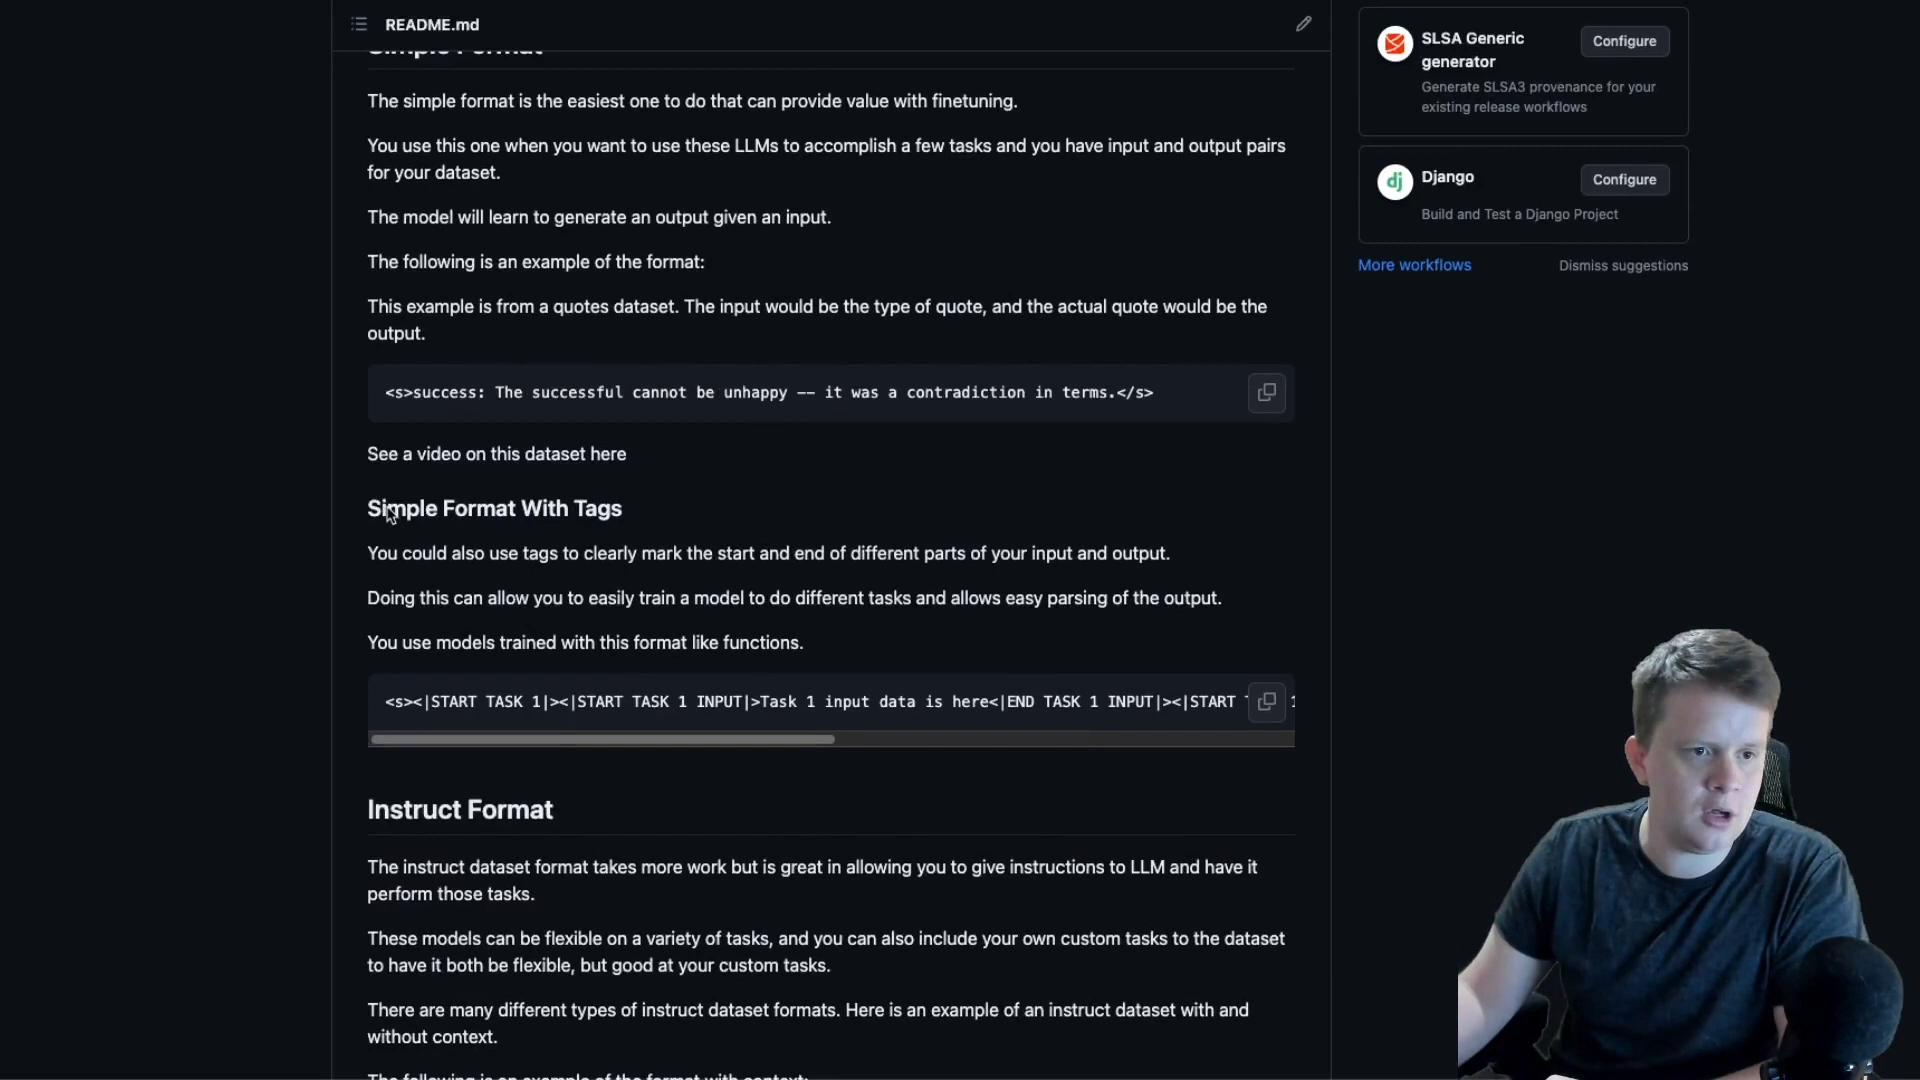 README.md
Simple Format
The simple format is the easiest one to do that can provide value with finetuning.
You use this one when you want to use these LLMs to accomplish a few tasks and you have input and output pairs
for your dataset.
The model will learn to generate an output given an input.
The following is an example of the format:
This example is from a quotes dataset. The input would be the type of quote, and the actual quote would be the
output.
<s>success: The successful cannot be unhappy -- it was a contradiction in terms.</s>
See a video on this dataset here
Simple Format With Tags
You could also use tags to clearly mark the start and end of different parts of your input and output.
Doing this can allow you to easily train a model to do different tasks and allows easy parsing of the output.
You use models trained with this format like functions.
<s><|START TASK 1|><|START TASK 1 INPUT|>Task 1 input data is here<|END TASK 1 INPUT|><|START T 1
Instruct Format
The instruct dataset format takes more work but is great in allowing you to give instructions to LLM and have it
perform those tasks.
These models can be flexible on a variety of tasks, and you can also include your own custom tasks to the dataset
to have it both be flexible, but good at your custom tasks.
There are many different types of instruct dataset formats. Here is an example of an instruct dataset with and
without context.
The following is an example of the format with context:
SLSA Generic
generator
Configure
Generate SLSA3 provenance for your
existing release workflows
dj
Django
Configure
Build and Test a Django Project
More workflows
Dismiss suggestions